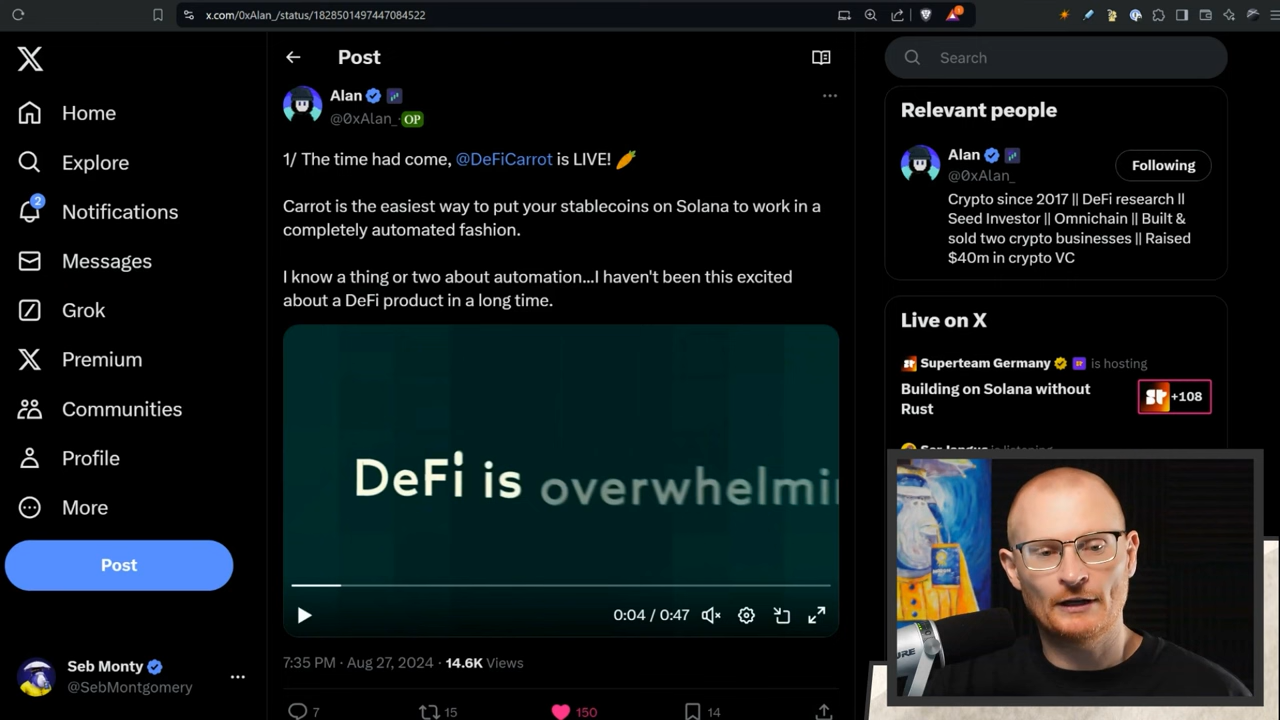 x.com/0xAlan_/status/1828501497447084522
Home
Explore
2
Notifications
Messages
Grok
Premium
Communities
Profile
More
Post
Seb Monty
@SebMontgomery
Post
Alan
@0xAlan_· OP
1/ The time had come, @DeFiCarrot is LIVE! 🥕
Carrot is the easiest way to put your stablecoins on Solana to work in a
completely automated fashion.
I know a thing or two about automation...I haven't been this excited
about a DeFi product in a long time.
DeFi is overwhelmin
0:04 / 0:47
7:35 PM · Aug 27, 2024 · 14.6K Views
7 15 150 14
Search
Relevant people
Alan
@0xAlan_
Following
Crypto since 2017 || DeFi research ||
Seed Investor || Omnichain || Built &
sold two crypto businesses || Raised
$40m in crypto VC
Live on X
Superteam Germany is hosting
Building on Solana without
Rust
+108